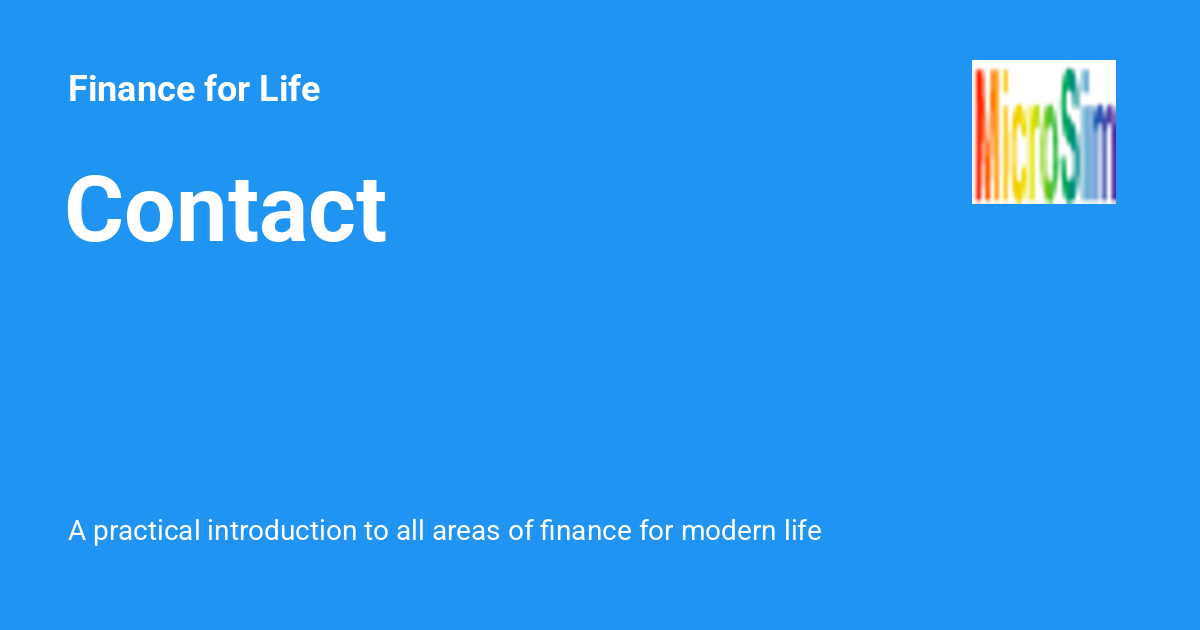 Finance for Life
MicroSim
Contact
A practical introduction to all areas of finance for modern life